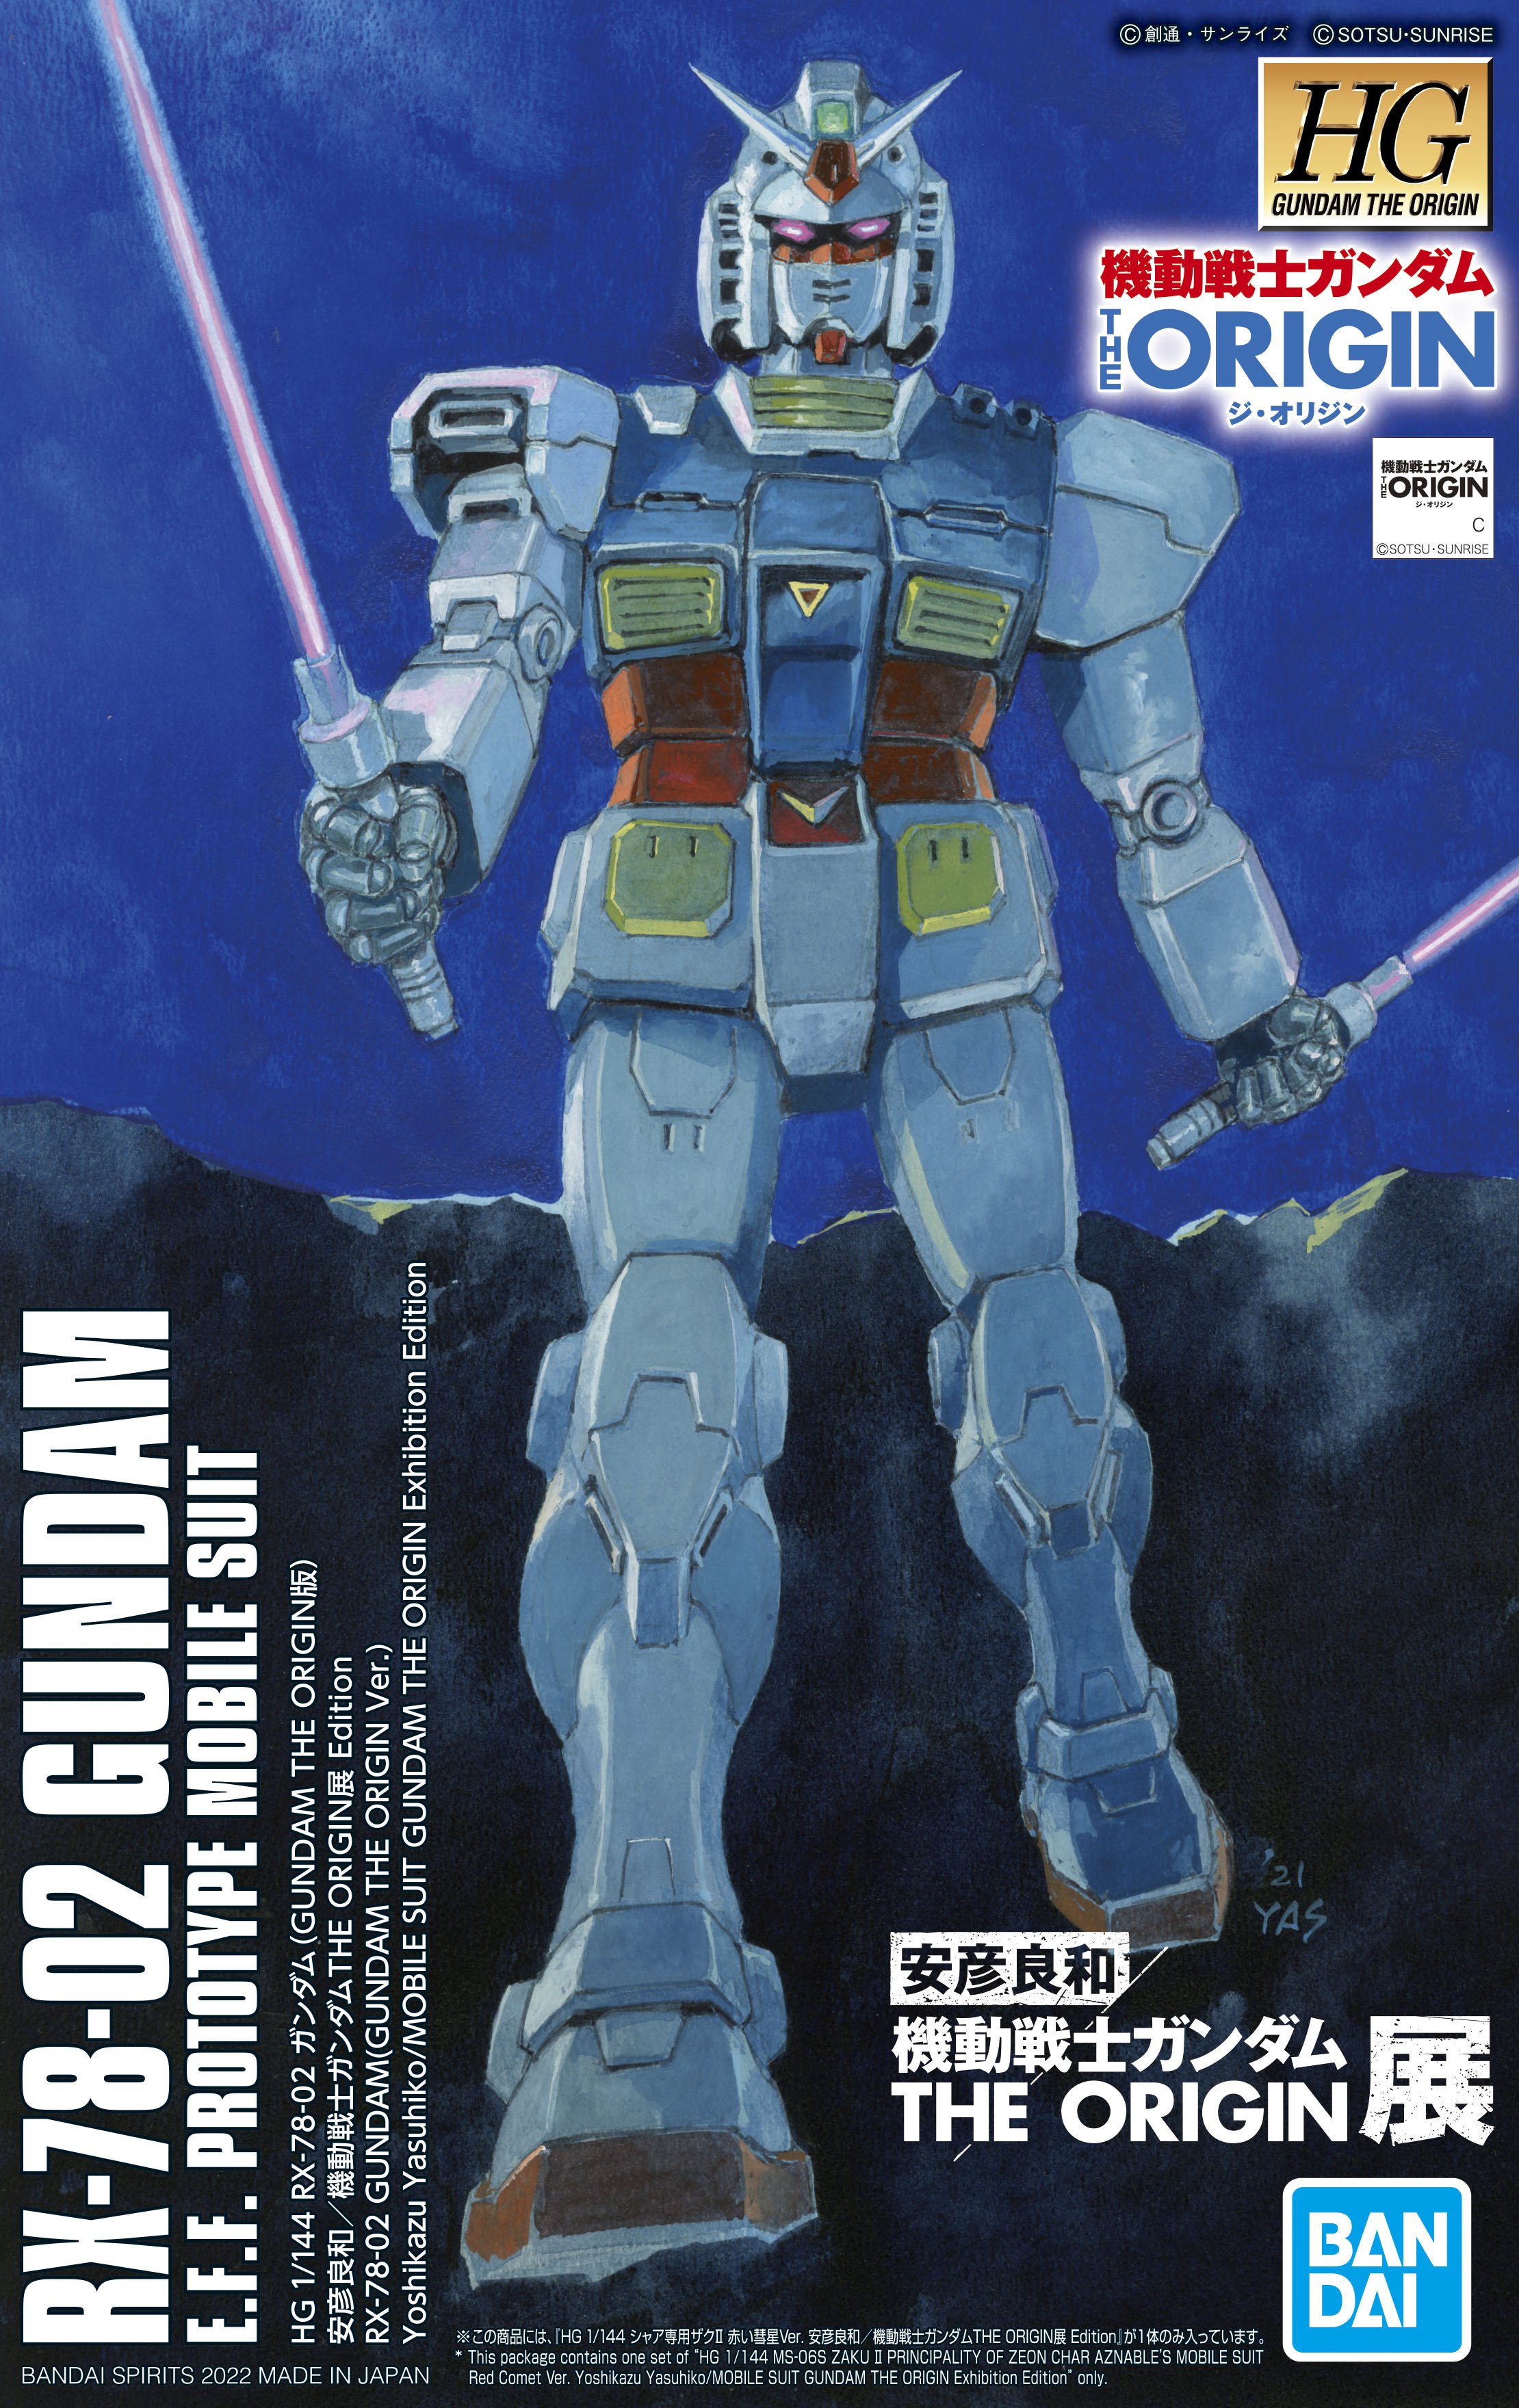 ©創通・サンライズ ©SOTSU・SUNRISE
HG
GUNDAM THE ORIGIN
機動戦士ガンダム
THE ORIGIN
ジ・オリジン
機動戦士ガンダム
THE ORIGIN
ジ・オリジン
C
©SOTSU・SUNRISE
RX-78-02 GUNDAM
E.F.F. PROTOTYPE MOBILE SUIT
HG 1/144 RX-78-02 ガンダム(GUNDAM THE ORIGIN版)
安彦良和／機動戦士ガンダムTHE ORIGIN展 Edition
RX-78-02 GUNDAM(GUNDAM THE ORIGIN Ver.)
Yoshikazu Yasuhiko/MOBILE SUIT GUNDAM THE ORIGIN Exhibition Edition
'21
YAS
安彦良和
機動戦士ガンダム
THE ORIGIN 展
BAN
DAI
※この商品には、『HG 1/144 シャア専用ザクⅡ 赤い彗星Ver. 安彦良和／機動戦士ガンダムTHE ORIGIN展 Edition』が1体のみ入っています。
* This package contains one set of "HG 1/144 MS-06S ZAKU II PRINCIPALITY OF ZEON CHAR AZNABLE'S MOBILE SUIT
Red Comet Ver. Yoshikazu Yasuhiko/MOBILE SUIT GUNDAM THE ORIGIN Exhibition Edition" only.
BANDAI SPIRITS 2022 MADE IN JAPAN